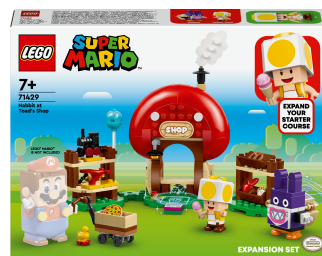 LEGO
SUPER
MARIO
7+
71429
Nabbit at
Toad's Shop
EXPAND
YOUR
STARTER
COURSE
LEGO® MARIO™
IS NOT INCLUDED
SHOP
EXPANSION SET